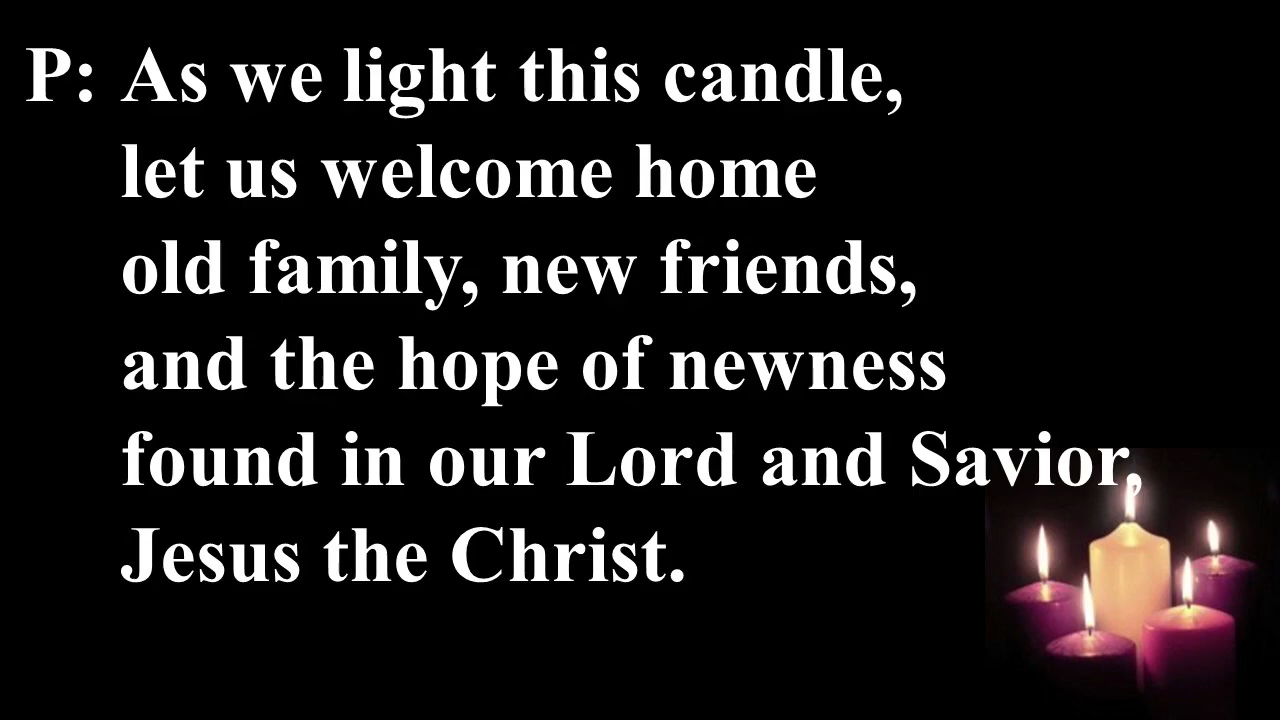 P: As we light this candle,
let us welcome home
old family, new friends,
and the hope of newness
found in our Lord and Savior,
Jesus the Christ.